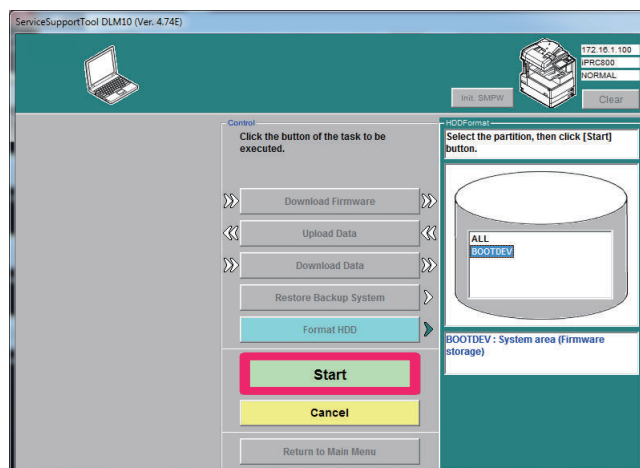 ServiceSupportTool DLM10 (Ver. 4.74E)
172.16.1.100
iPRC800
NORMAL
Init. SMPW
Clear
Control
Click the button of the task to be
executed.
Download Firmware
Upload Data
Download Data
Restore Backup System
Format HDD
Start
Cancel
Return to Main Menu
HDDFormat
Select the partition, then click [Start]
button.
ALL
BOOTDEV
BOOTDEV : System area (Firmware
storage)